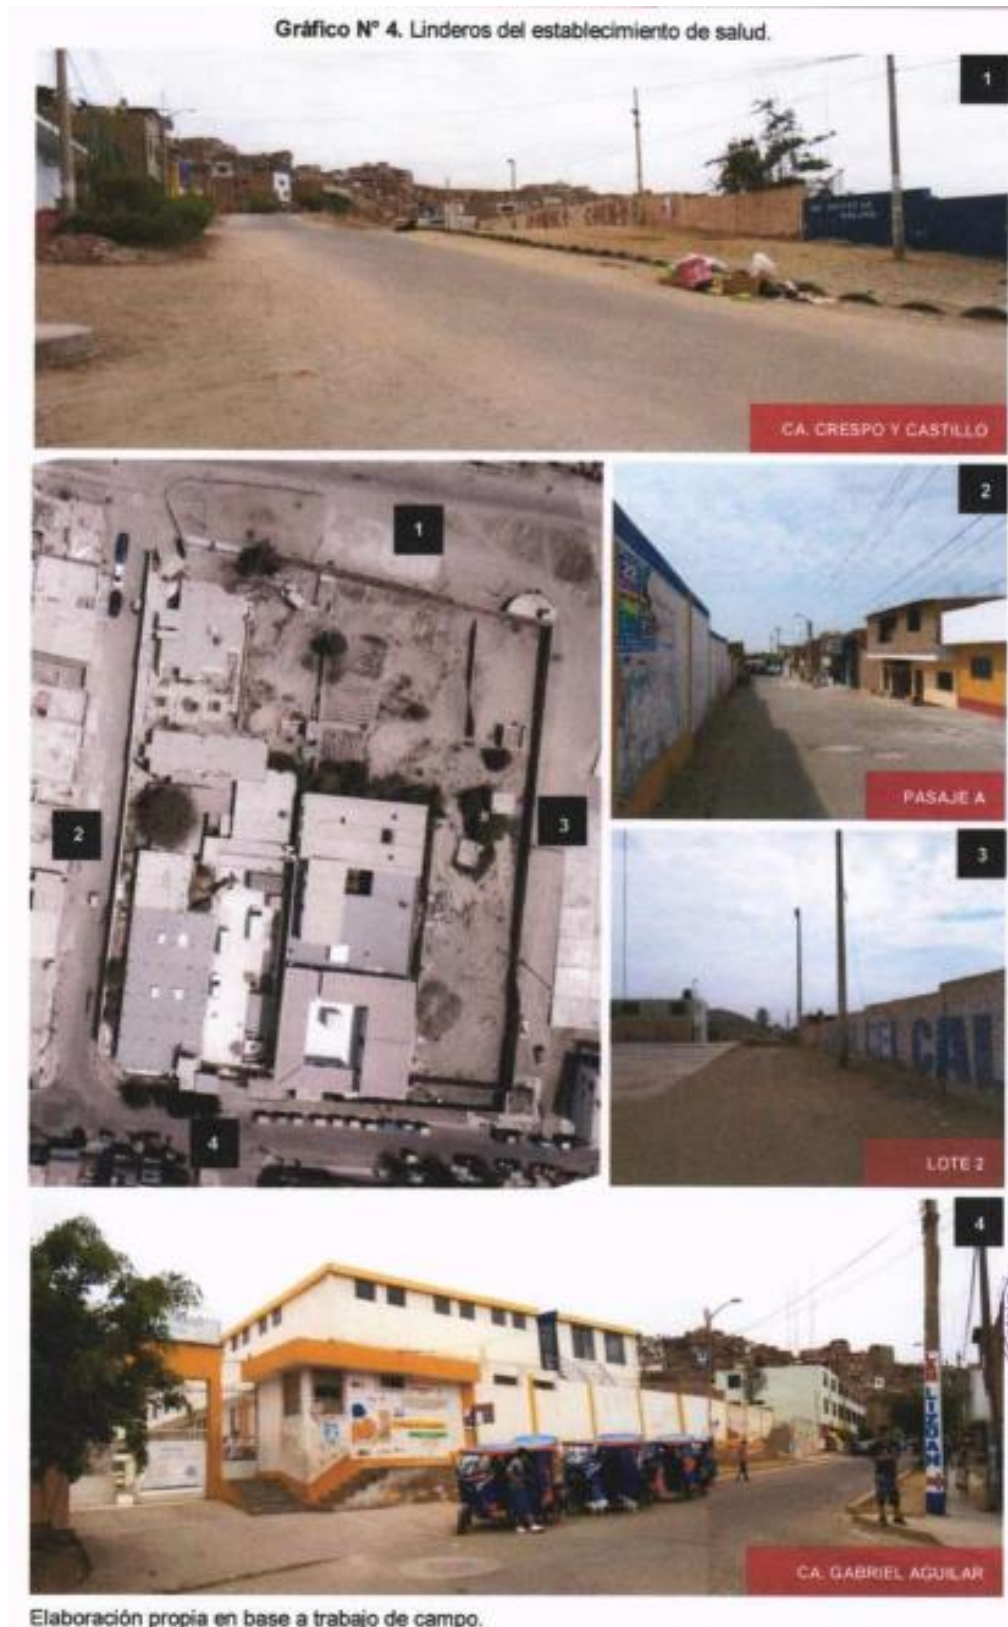 Gráfico N° 4. Linderos del establecimiento de salud.
1
CA. CRESPO Y CASTILLO
1
2
3
4
2
PASAJE A
3
LOTE 2
4
LIZGAN
CA. GABRIEL AGUILAR
Elaboración propia en base a trabajo de campo.